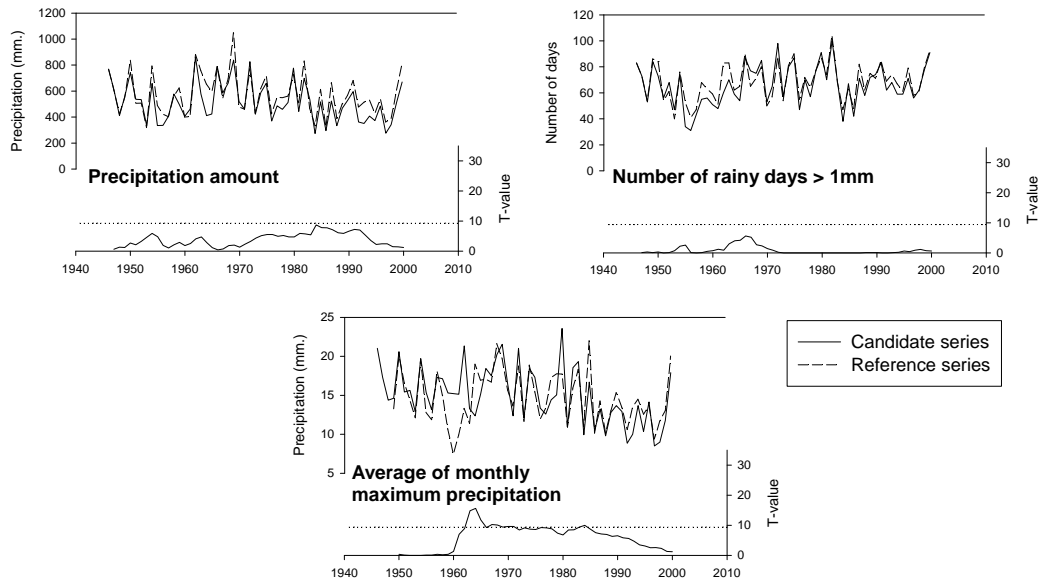 1200
1000
800
600
400
200
0
Precipitation (mm.)
Precipitation amount
30
20
10
0
T-value
1940 1950 1960 1970 1980 1990 2000 2010
120
100
80
60
40
20
0
Number of days
Number of rainy days > 1mm
30
20
10
0
T-value
1940 1950 1960 1970 1980 1990 2000 2010
25
20
15
10
5
Precipitation (mm.)
Average of monthly
maximum precipitation
30
20
10
0
T-value
1940 1950 1960 1970 1980 1990 2000 2010
Candidate series
Reference series